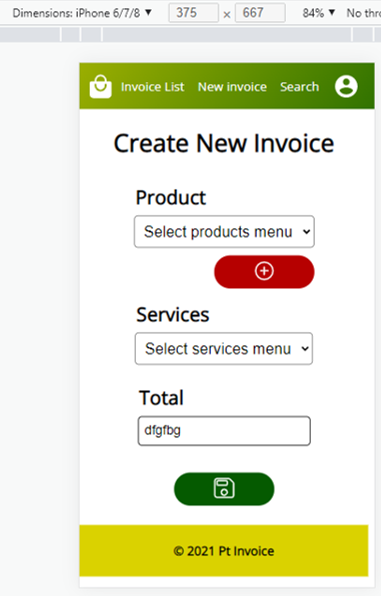 Dimensions: iPhone 6/7/8 ▼ 375 x 667 84% ▼ No thro
Invoice List New invoice Search
Create New Invoice
Product
Select products menu
Services
Select services menu
Total
dfgfbg
© 2021 Pt Invoice